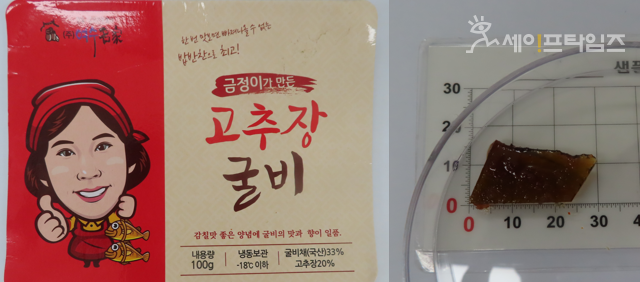 한번 맛보면 빠져나올 수 없는
밥반찬으로 최고!
금정이가 만든
고추장
굴비
감칠맛 좋은 양념에 굴비의 맛과 향이 일품.
내용량
100g
냉동보관
-18℃ 이하
굴비채(국산)33%
고추장20%
세이프타임즈
샌플
30
20
10
0
0
10
20
30